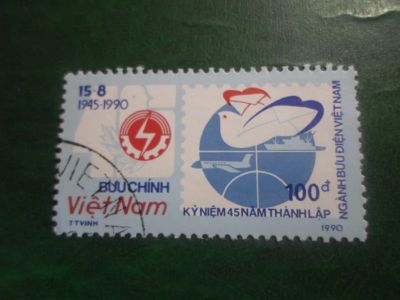 15-8
1945-1990
BƯU CHÍNH
Việt Nam
T T VINH
100đ
KỶ NIỆM 45 NĂM THÀNH LẬP
NGÀNH BƯU ĐIỆN VIỆT NAM
1990